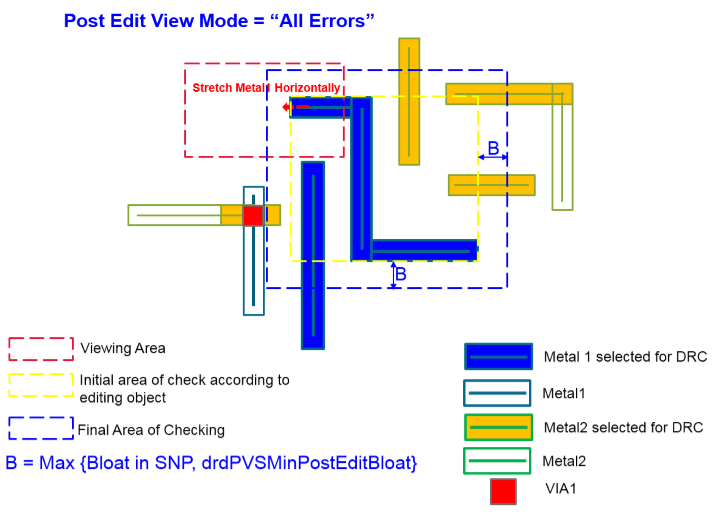 Post Edit View Mode = “All Errors”
Stretch Metal1 Horizontally
B
B
Viewing Area
Initial area of check according to
editing object
Final Area of Checking
B = Max {Bloat in SNP, drdPVSMinPostEditBloat}
Metal 1 selected for DRC
Metal1
Metal2 selected for DRC
Metal2
VIA1